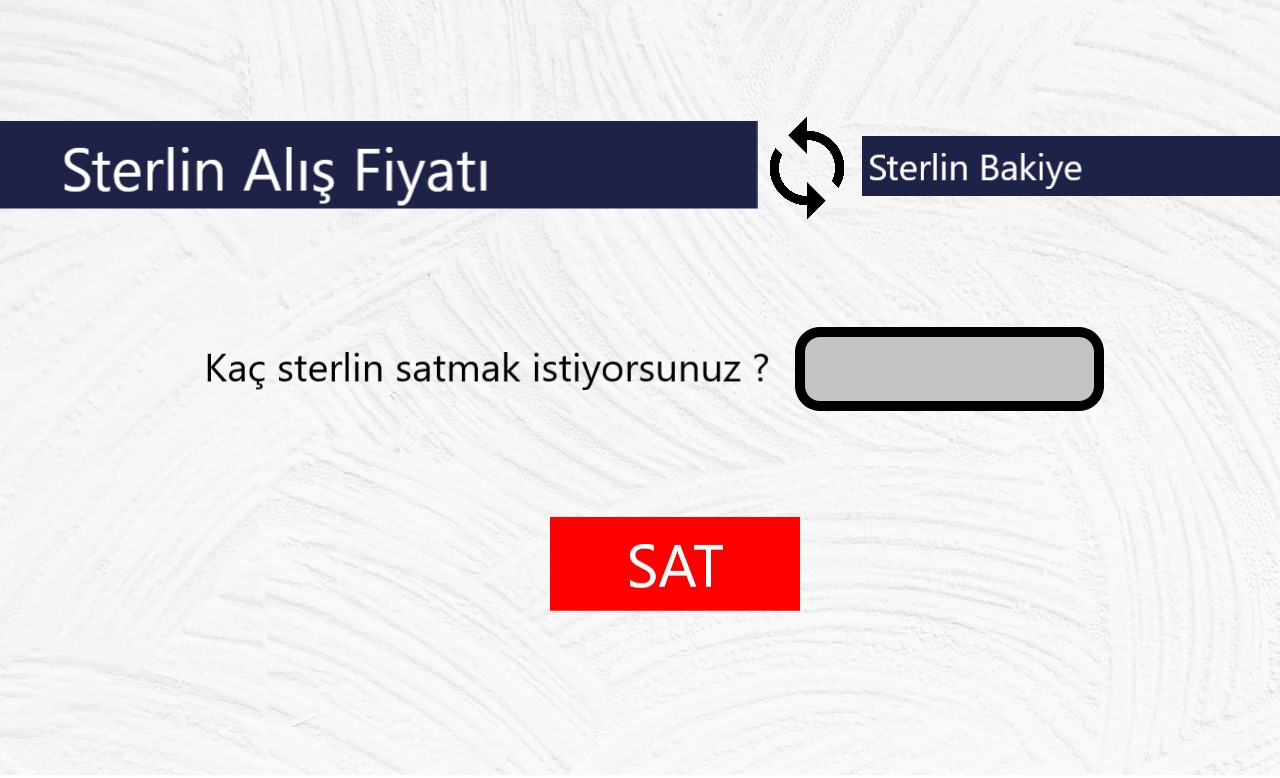 Sterlin Alış Fiyatı
Sterlin Bakiye
Kaç sterlin satmak istiyorsunuz ?
SAT